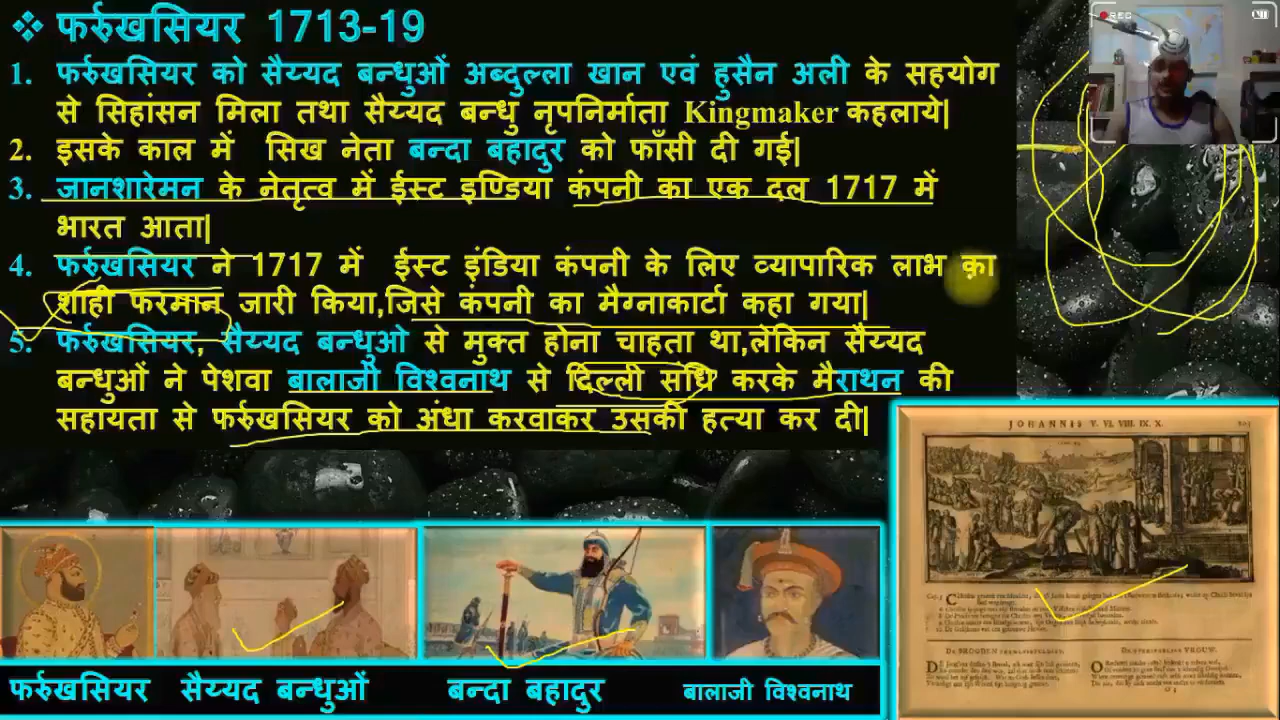 ❖ फर्रुखसियर 1713-19
REC
1. फर्रुखसियर को सैय्यद बन्धुओं अब्दुल्ला खान एवं हुसैन अली के सहयोग
से सिहांसन मिला तथा सैय्यद बन्धु नृपनिर्माता Kingmaker कहलाये|
2. इसके काल में सिख नेता बन्दा बहादुर को फाँसी दी गई|
3. जानशारेमन के नेतृत्व में ईस्ट इण्डिया कंपनी का एक दल 1717 में
भारत आता|
4. फर्रुखसियर ने 1717 में ईस्ट इंडिया कंपनी के लिए व्यापारिक लाभ का
शाही फरमान जारी किया,जिसे कंपनी का मैग्नाकार्टा कहा गया|
5. फर्रुखसियर, सैय्यद बन्धुओ से मुक्त होना चाहता था,लेकिन सैय्यद
बन्धुओं ने पेशवा बालाजी विश्वनाथ से दिल्ली संधि करके मैराथन की
सहायता से फर्रुखसियर को अंधा करवाकर उसकी हत्या कर दी|
JOHANNIS V. VI. VIII. IX. X.
फर्रुखसियर सैय्यद बन्धुओं बन्दा बहादुर बालाजी विश्वनाथ